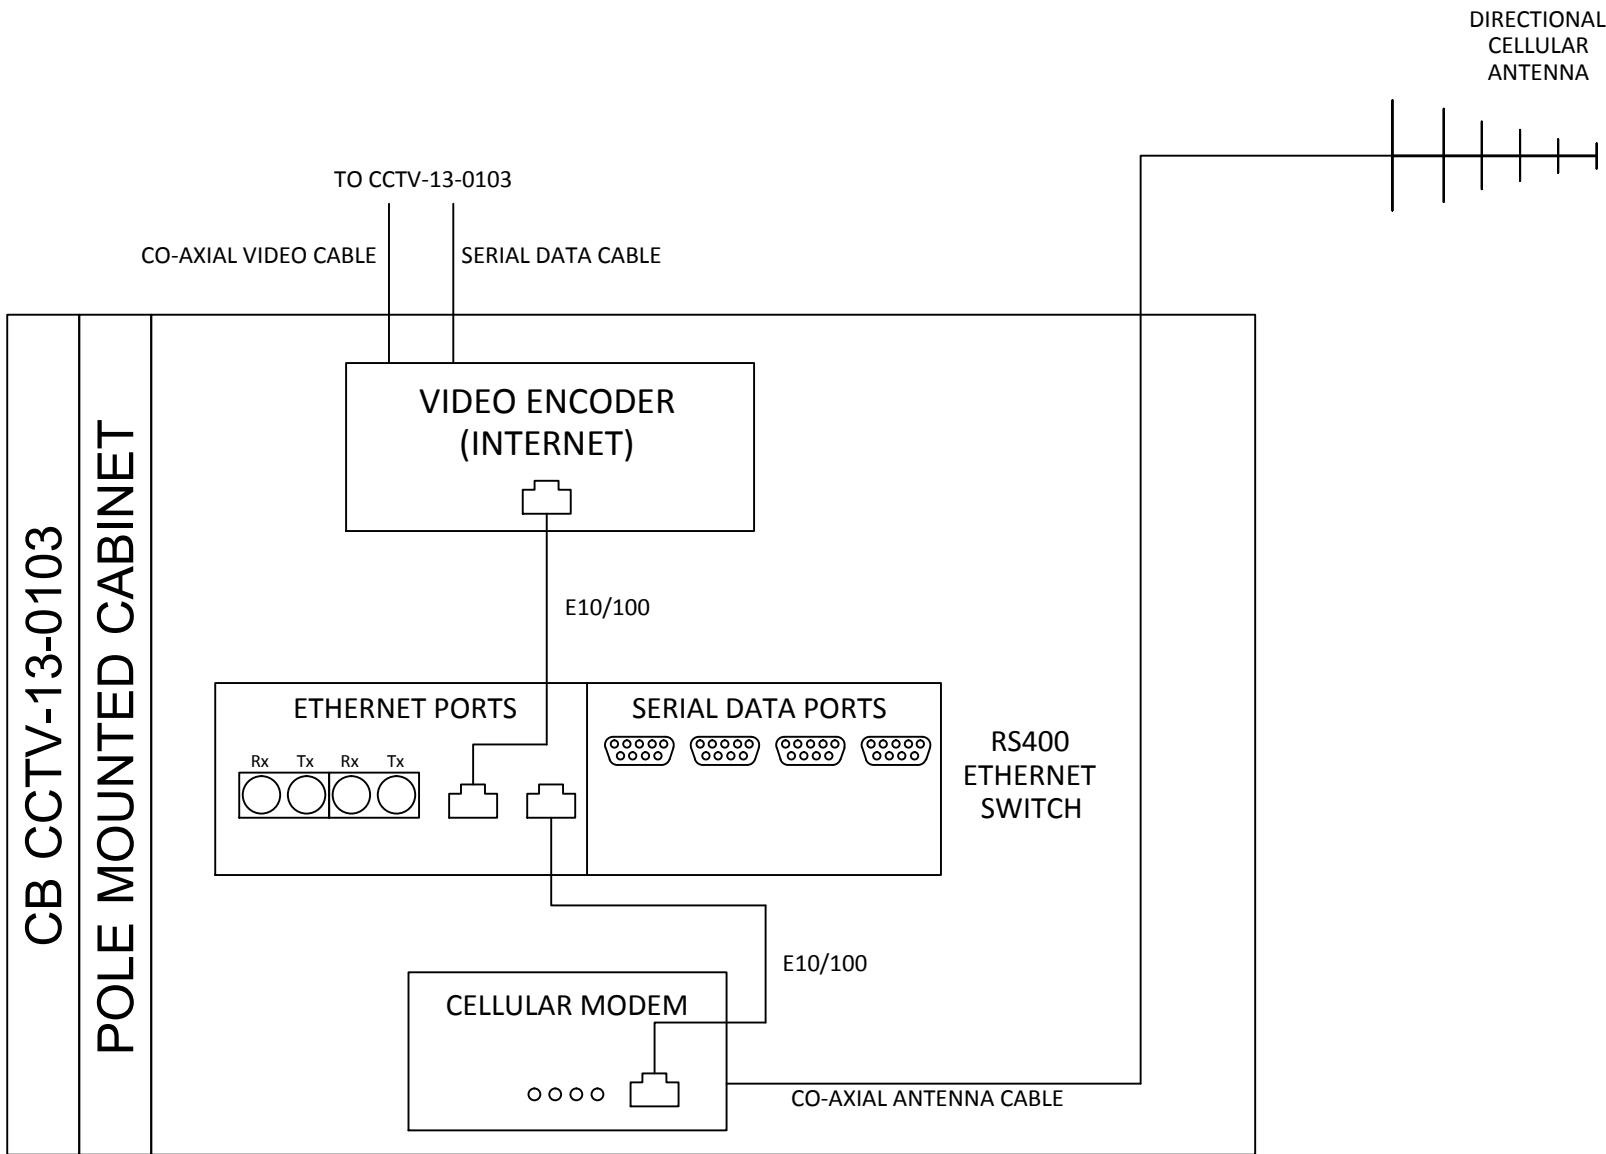 DIRECTIONAL
CELLULAR
ANTENNA
TO CCTV-13-0103
CO-AXIAL VIDEO CABLE
SERIAL DATA CABLE
CB CCTV-13-0103
POLE MOUNTED CABINET
VIDEO ENCODER
(INTERNET)
E10/100
ETHERNET PORTS
SERIAL DATA PORTS
Rx Tx Rx Tx
RS400
ETHERNET
SWITCH
E10/100
CELLULAR MODEM
CO-AXIAL ANTENNA CABLE